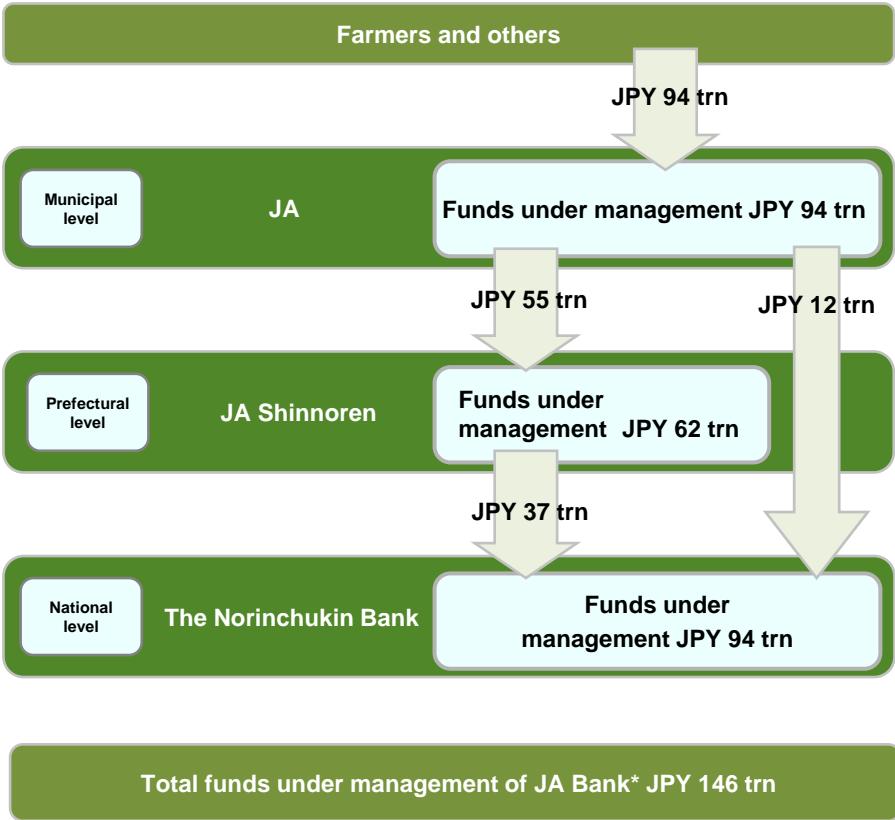 Farmers and others
JPY 94 trn
Municipal
level
JA
Funds under management JPY 94 trn
JPY 55 trn
JPY 12 trn
Prefectural
level
JA Shinnoren
Funds under
management JPY 62 trn
JPY 37 trn
National
level
The Norinchukin Bank
Funds under
management JPY 94 trn
Total funds under management of JA Bank* JPY 146 trn